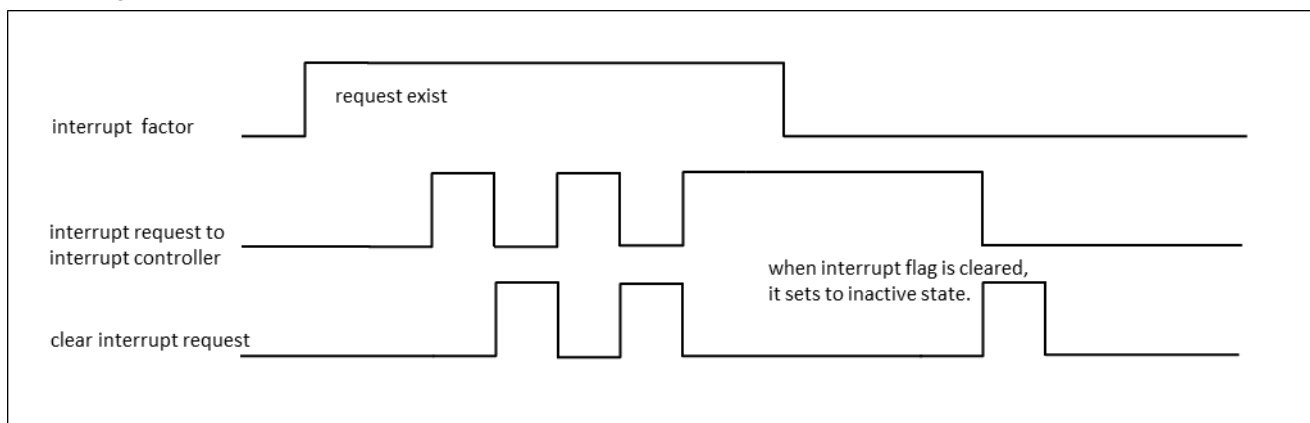 request exist
interrupt factor
interrupt request to
interrupt controller
when interrupt flag is cleared,
it sets to inactive state.
clear interrupt request